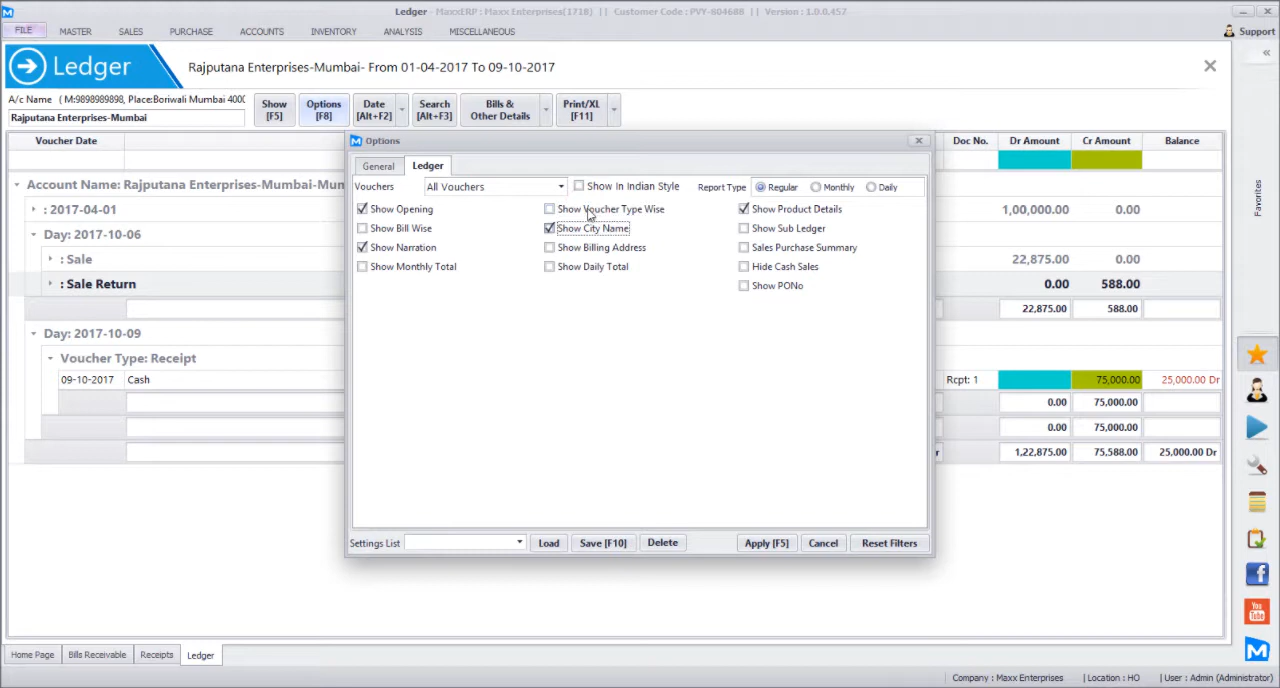 Ledger - MaxxERP : Maxx Enterprises[1718] || Customer Code : PVY-604688 || Version : 1.0.0.457
FILE MASTER SALES PURCHASE ACCOUNTS INVENTORY ANALYSIS MISCELLANEOUS Support
Ledger Rajputana Enterprises-Mumbai- From 01-04-2017 To 09-10-2017
A/c Name ( M:9898989898, Place:Boriwali Mumbai 4000
Rajputana Enterprises-Mumbai
Show [F5]
Options [F8]
Date [Alt+F2]
Search [Alt+F3]
Bills & Other Details
Print/XL [F11]
Voucher Date Doc No. Dr Amount Cr Amount Balance
Account Name: Rajputana Enterprises-Mumbai-Mun
: 2017-04-01 1,00,000.00 0.00
Day: 2017-10-06
: Sale 22,875.00 0.00
: Sale Return 0.00 588.00
22,875.00 588.00
Day: 2017-10-09
Voucher Type: Receipt
09-10-2017 Cash Rcpt: 1 75,000.00 25,000.00 Dr
0.00 75,000.00
0.00 75,000.00
1,22,875.00 75,588.00 25,000.00 Dr
Options
General Ledger
Vouchers All Vouchers Show In Indian Style Report Type Regular Monthly Daily
Show Opening Show Voucher Type Wise Show Product Details
Show Bill Wise Show City Name Show Sub Ledger
Show Narration Show Billing Address Sales Purchase Summary
Show Monthly Total Show Daily Total Hide Cash Sales
Show PONo
Settings List Load Save [F10] Delete Apply [F5] Cancel Reset Filters
Favorites
You
Tube
Home Page Bills Receivable Receipts Ledger
Company : Maxx Enterprises | Location : HO | User : Admin (Administrator)